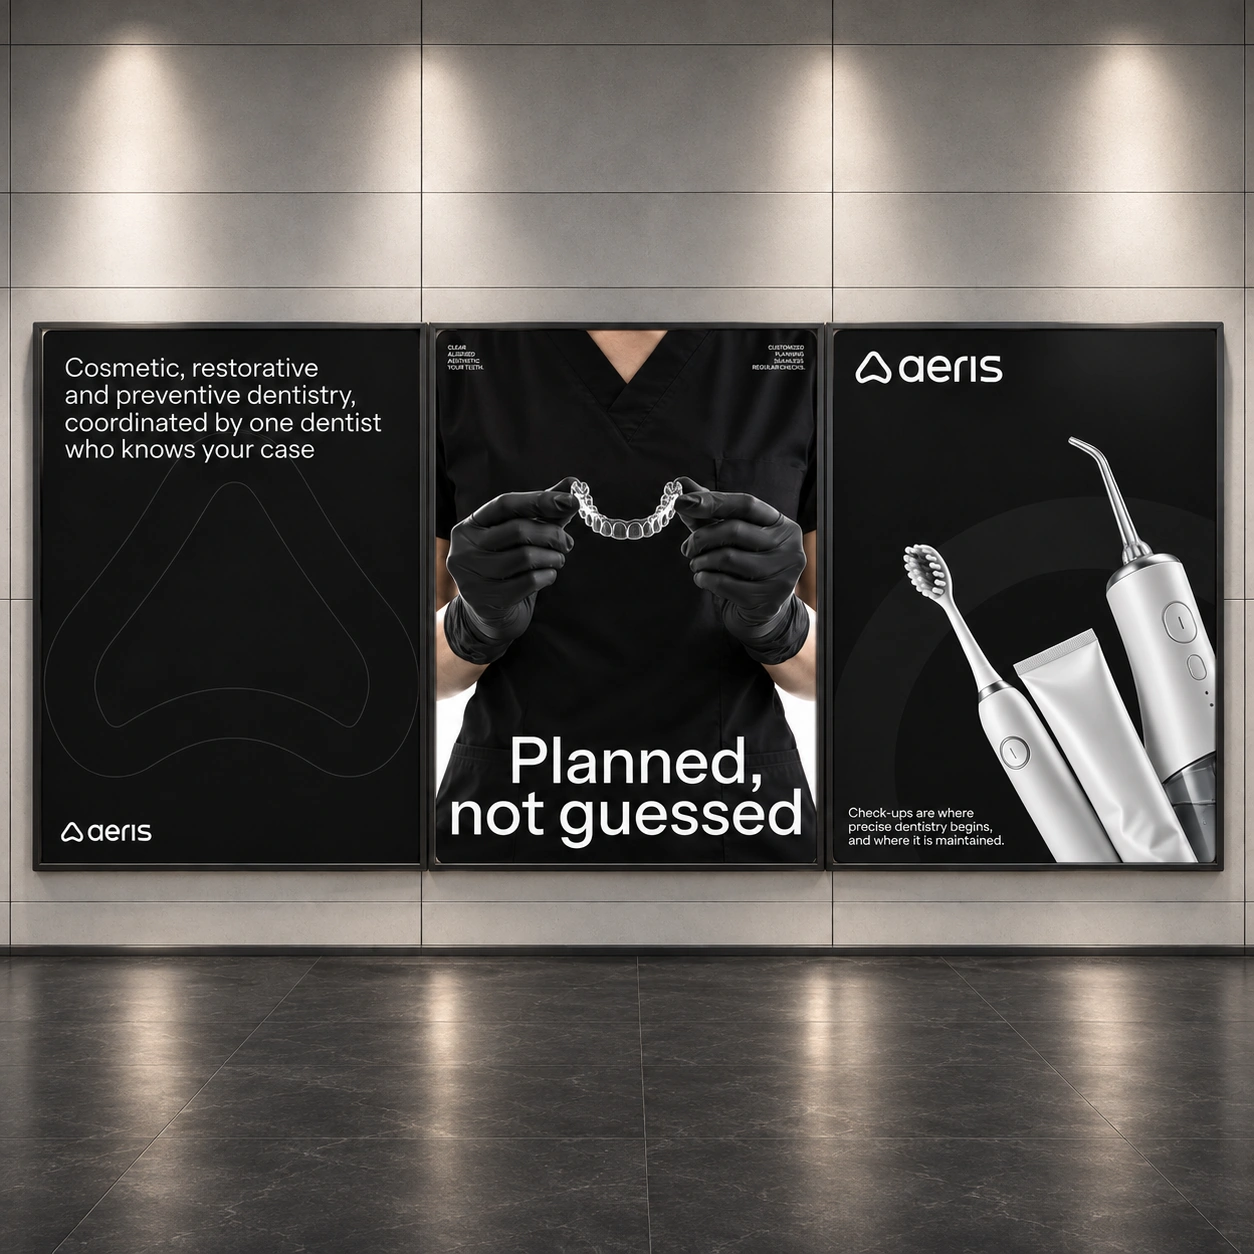 Cosmetic, restorative
and preventive dentistry,
coordinated by one dentist
who knows your case
aeris
CLEAR
ALIGNED
AESTHETIC
YOUR TEETH.
CUSTOMIZED
PLANNING
SEAMLESS
REGULAR CHECKS.
Planned,
not guessed
aeris
Check-ups are where
precise dentistry begins,
and where it is maintained.